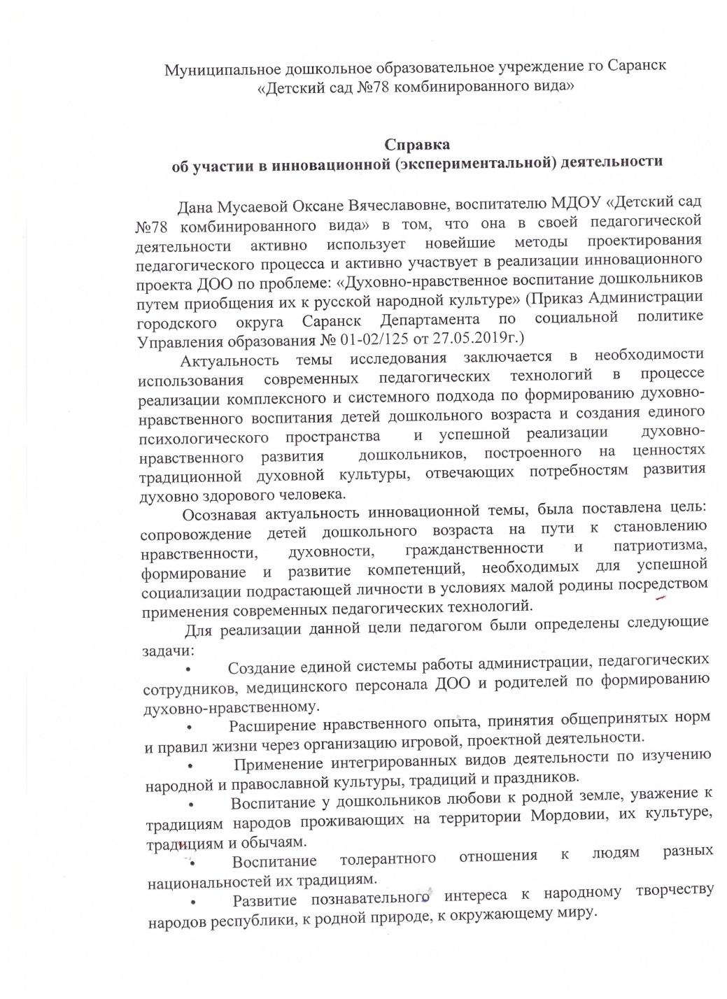 Муниципальное дошкольное образовательное учреждение го Саранск
«Детский сад №78 комбинированного вида»
Справка
об участии в инновационной (экспериментальной) деятельности
Дана Мусаевой Оксане Вячеславовне, воспитателю МДОУ «Детский сад
№78 комбинированного вида» в том, что она в своей педагогической
деятельности активно использует новейшие методы проектирования
педагогического процесса и активно участвует в реализации инновационного
проекта ДОО по проблеме: «Духовно-нравственное воспитание дошкольников
путем приобщения их к русской народной культуре» (Приказ Администрации
городского округа Саранск Департамента по социальной политике
Управления образования № 01-02/125 от 27.05.2019г.)
Актуальность темы исследования заключается в необходимости
использования современных педагогических технологий в процессе
реализации комплексного и системного подхода по формированию духовно-
нравственного воспитания детей дошкольного возраста и создания единого
психологического пространства и успешной реализации духовно-
нравственного развития дошкольников, построенного на ценностях
традиционной духовной культуры, отвечающих потребностям развития
духовно здорового человека.
Осознавая актуальность инновационной темы, была поставлена цель:
сопровождение детей дошкольного возраста на пути к становлению
нравственности, духовности, гражданственности и патриотизма,
формирование и развитие компетенций, необходимых для успешной
социализации подрастающей личности в условиях малой родины посредством
применения современных педагогических технологий.
Для реализации данной цели педагогом были определены следующие
задачи:
• Создание единой системы работы администрации, педагогических
сотрудников, медицинского персонала ДОО и родителей по формированию
духовно-нравственному.
• Расширение нравственного опыта, принятия общепринятых норм
и правил жизни через организацию игровой, проектной деятельности.
• Применение интегрированных видов деятельности по изучению
народной и православной культуры, традиций и праздников.
• Воспитание у дошкольников любови к родной земле, уважение к
традициям народов проживающих на территории Мордовии, их культуре,
традициям и обычаям.
• Воспитание толерантного отношения к людям разных
национальностей их традициям.
• Развитие познавательного интереса к народному творчеству
народов республики, к родной природе, к окружающему миру.